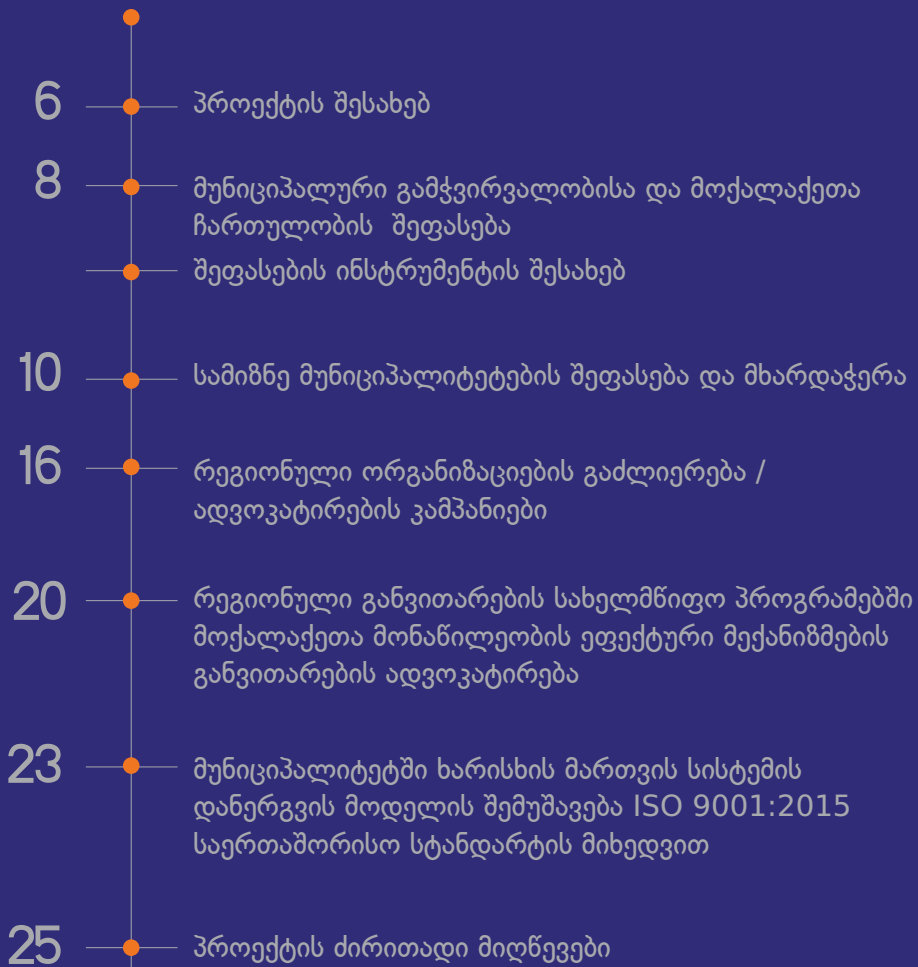 6 პროექტის შესახებ
8 მუნიციპალური გამჭვირვალობისა და მოქალაქეთა
ჩართულობის შეფასება
შეფასების ინსტრუმენტის შესახებ
10 სამიზნე მუნიციპალიტეტების შეფასება და მხარდაჭერა
16 რეგიონული ორგანიზაციების გაძლიერება /
ადვოკატირების კამპანიები
20 რეგიონული განვითარების სახელმწიფო პროგრამებში
მოქალაქეთა მონაწილეობის ეფექტური მექანიზმების
განვითარების ადვოკატირება
23 მუნიციპალიტეტში ხარისხის მართვის სისტემის
დანერგვის მოდელის შემუშავება ISO 9001:2015
საერთაშორისო სტანდარტის მიხედვით
25 პროექტის ძირითადი მიღწევები